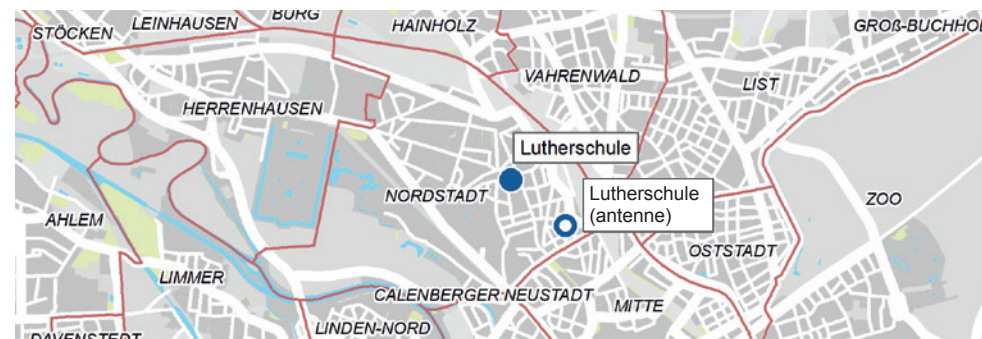 BURG
LEINHAUSEN
HAINHOLZ
GROß-BUCHHOL
STÖCKEN
VAHRENWALD
LIST
HERRENHAUSEN
Lutherschule
NORDSTADT
Lutherschule
(antenne)
ZOO
AHLEM
OSTSTADT
LIMMER
CALENBERGER NEUSTADT
MITTE
LINDEN-NORD
DAVENSTEDT